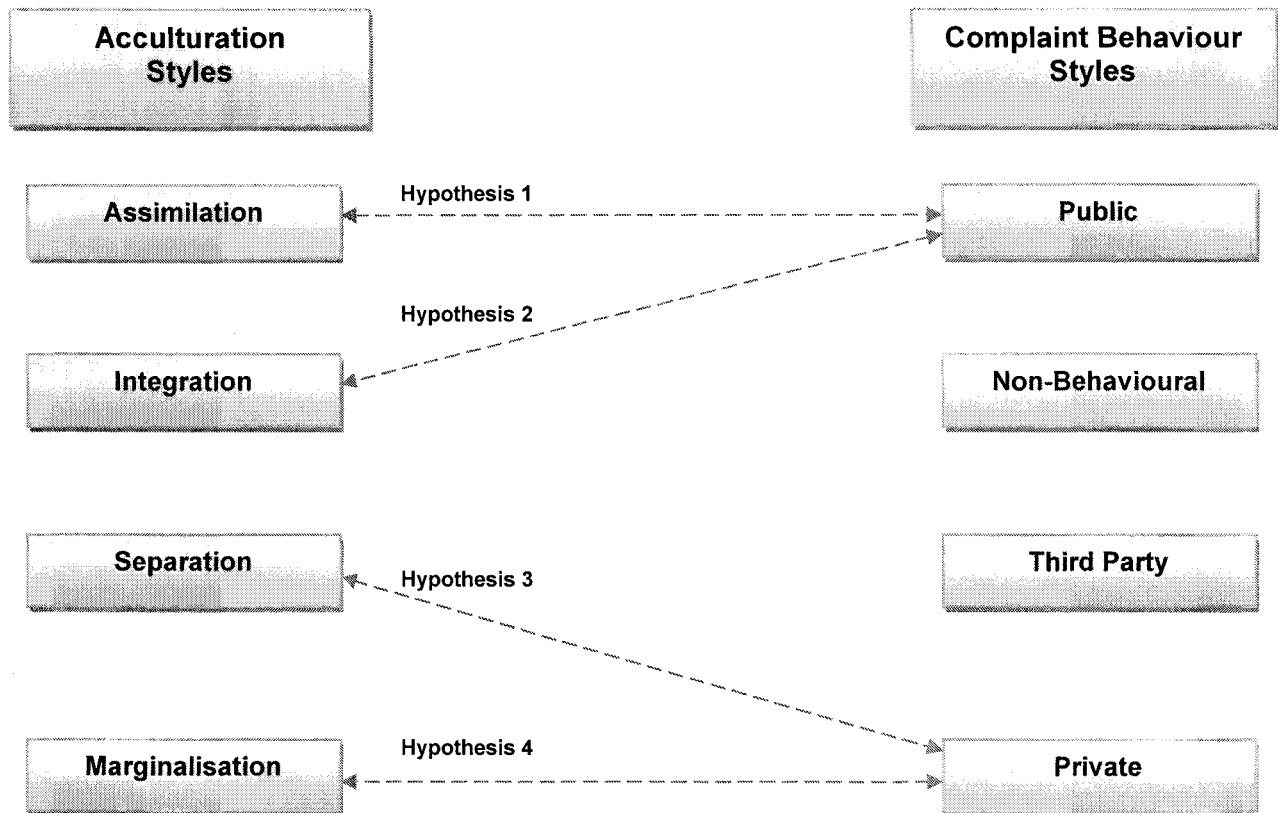 Acculturation
Styles
Complaint Behaviour
Styles
Hypothesis 1
Assimilation
Public
Hypothesis 2
Integration
Non-Behavioural
Separation
Hypothesis 3
Third Party
Marginalisation
Hypothesis 4
Private